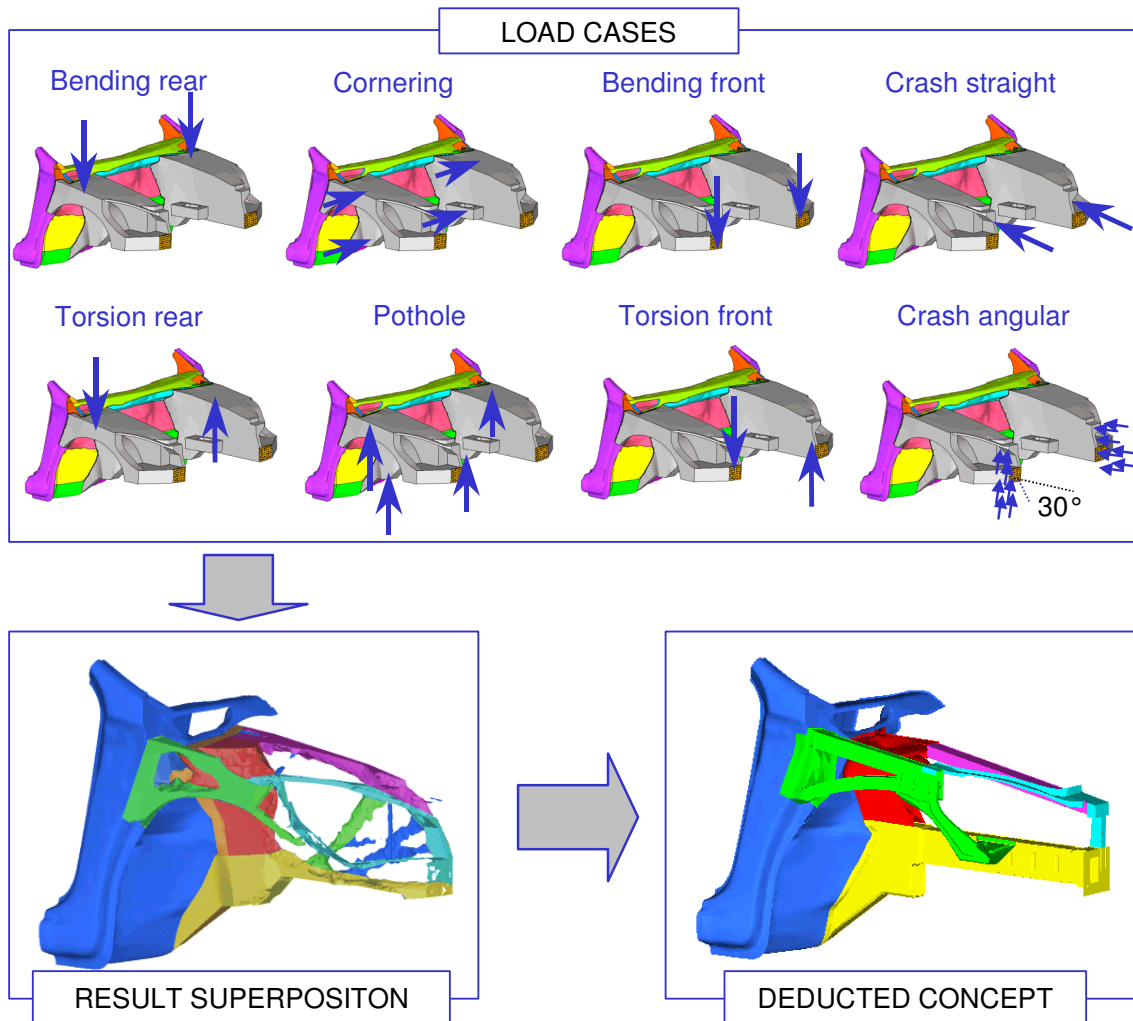 LOAD CASES
Bending rear
Cornering
Bending front
Crash straight
Torsion rear
Pothole
Torsion front
Crash angular
30°
RESULT SUPERPOSITON
DEDUCTED CONCEPT